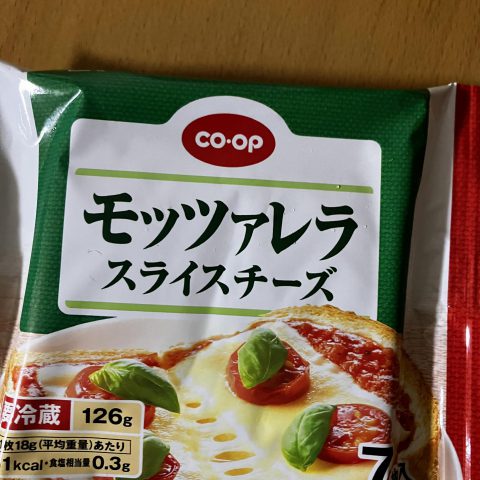 CO·OP
モッツァレラ
スライスチーズ
冷蔵 126g
枚18g(平均重量)あたり
1kcal・食塩相当量0.3g
7